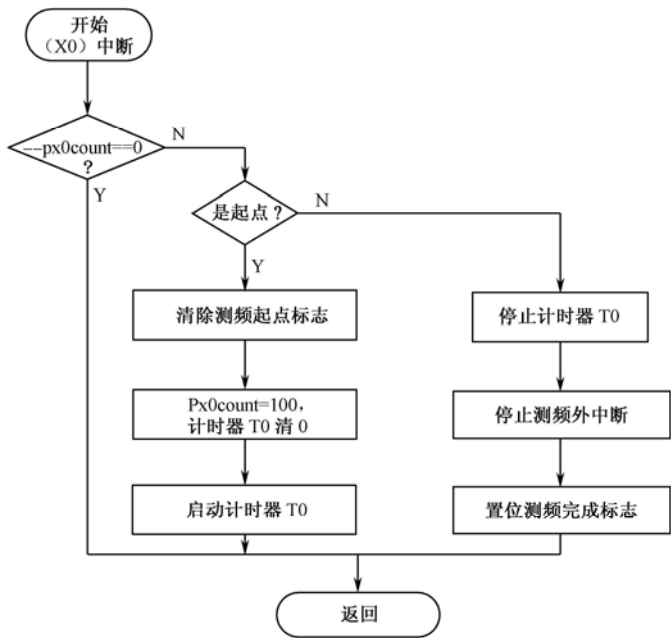 开始
（X0）中断
--px0count==0
？
N
Y
是起点？
N
Y
清除测频起点标志
停止计时器 T0
Px0count=100，
计时器 T0 清 0
停止测频外中断
启动计时器 T0
置位测频完成标志
返回